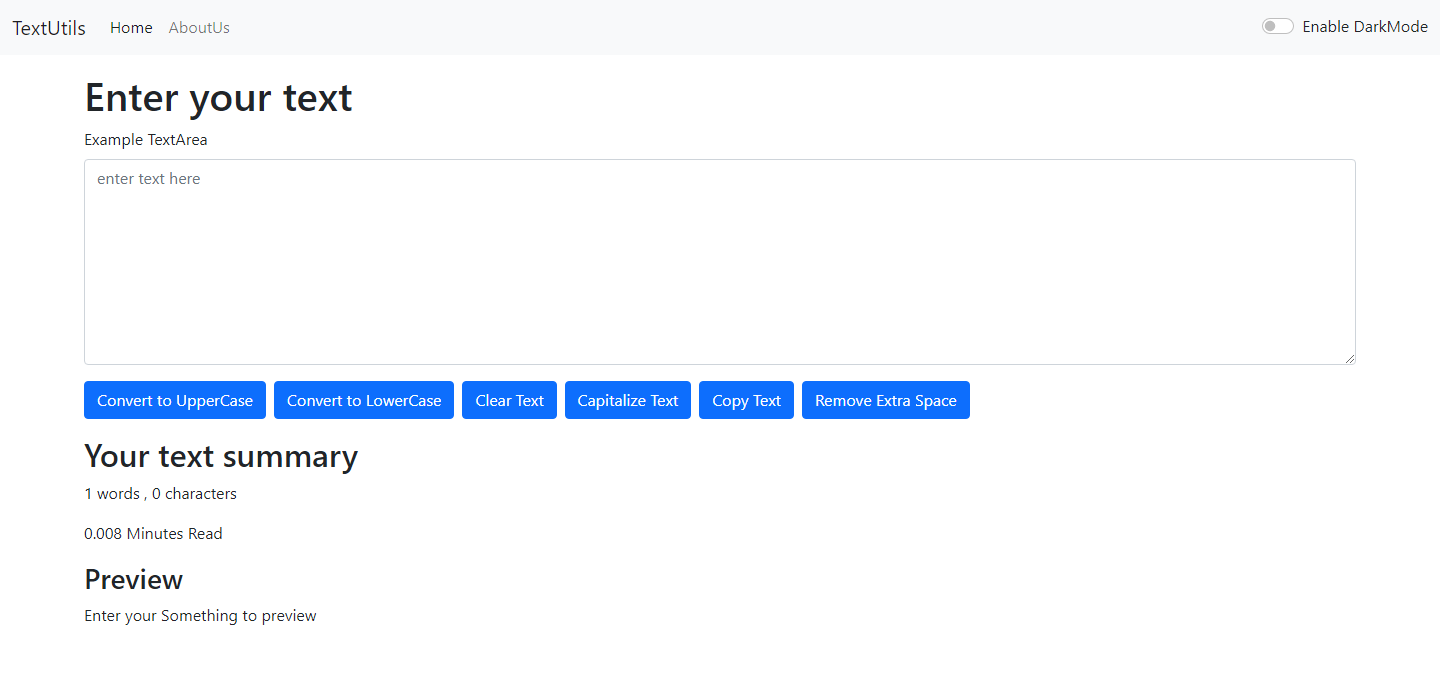 TextUtils Home AboutUs Enable DarkMode
Enter your text
Example TextArea
enter text here
Convert to UpperCase Convert to LowerCase Clear Text Capitalize Text Copy Text Remove Extra Space
Your text summary
1 words , 0 characters
0.008 Minutes Read
Preview
Enter your Something to preview